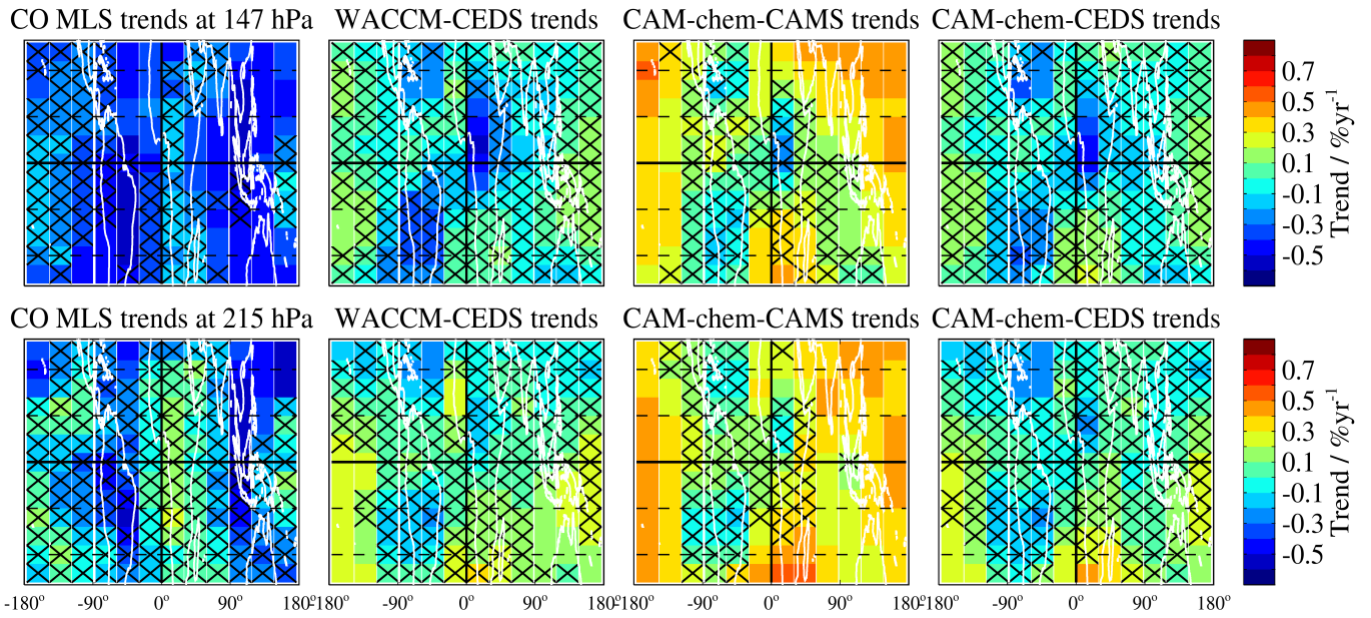 CO MLS trends at 147 hPa
WACCM-CEDS trends
CAM-chem-CAMS trends
CAM-chem-CEDS trends
0.7
0.5
0.3
0.1
-0.1
-0.3
-0.5
Trend / %yr-1
CO MLS trends at 215 hPa
WACCM-CEDS trends
CAM-chem-CAMS trends
CAM-chem-CEDS trends
0.7
0.5
0.3
0.1
-0.1
-0.3
-0.5
Trend / %yr-1
-180° -90° 0° 90° 180°-180° -90° 0° 90° 180°-180° -90° 0° 90° 180°-180° -90° 0° 90° 180°